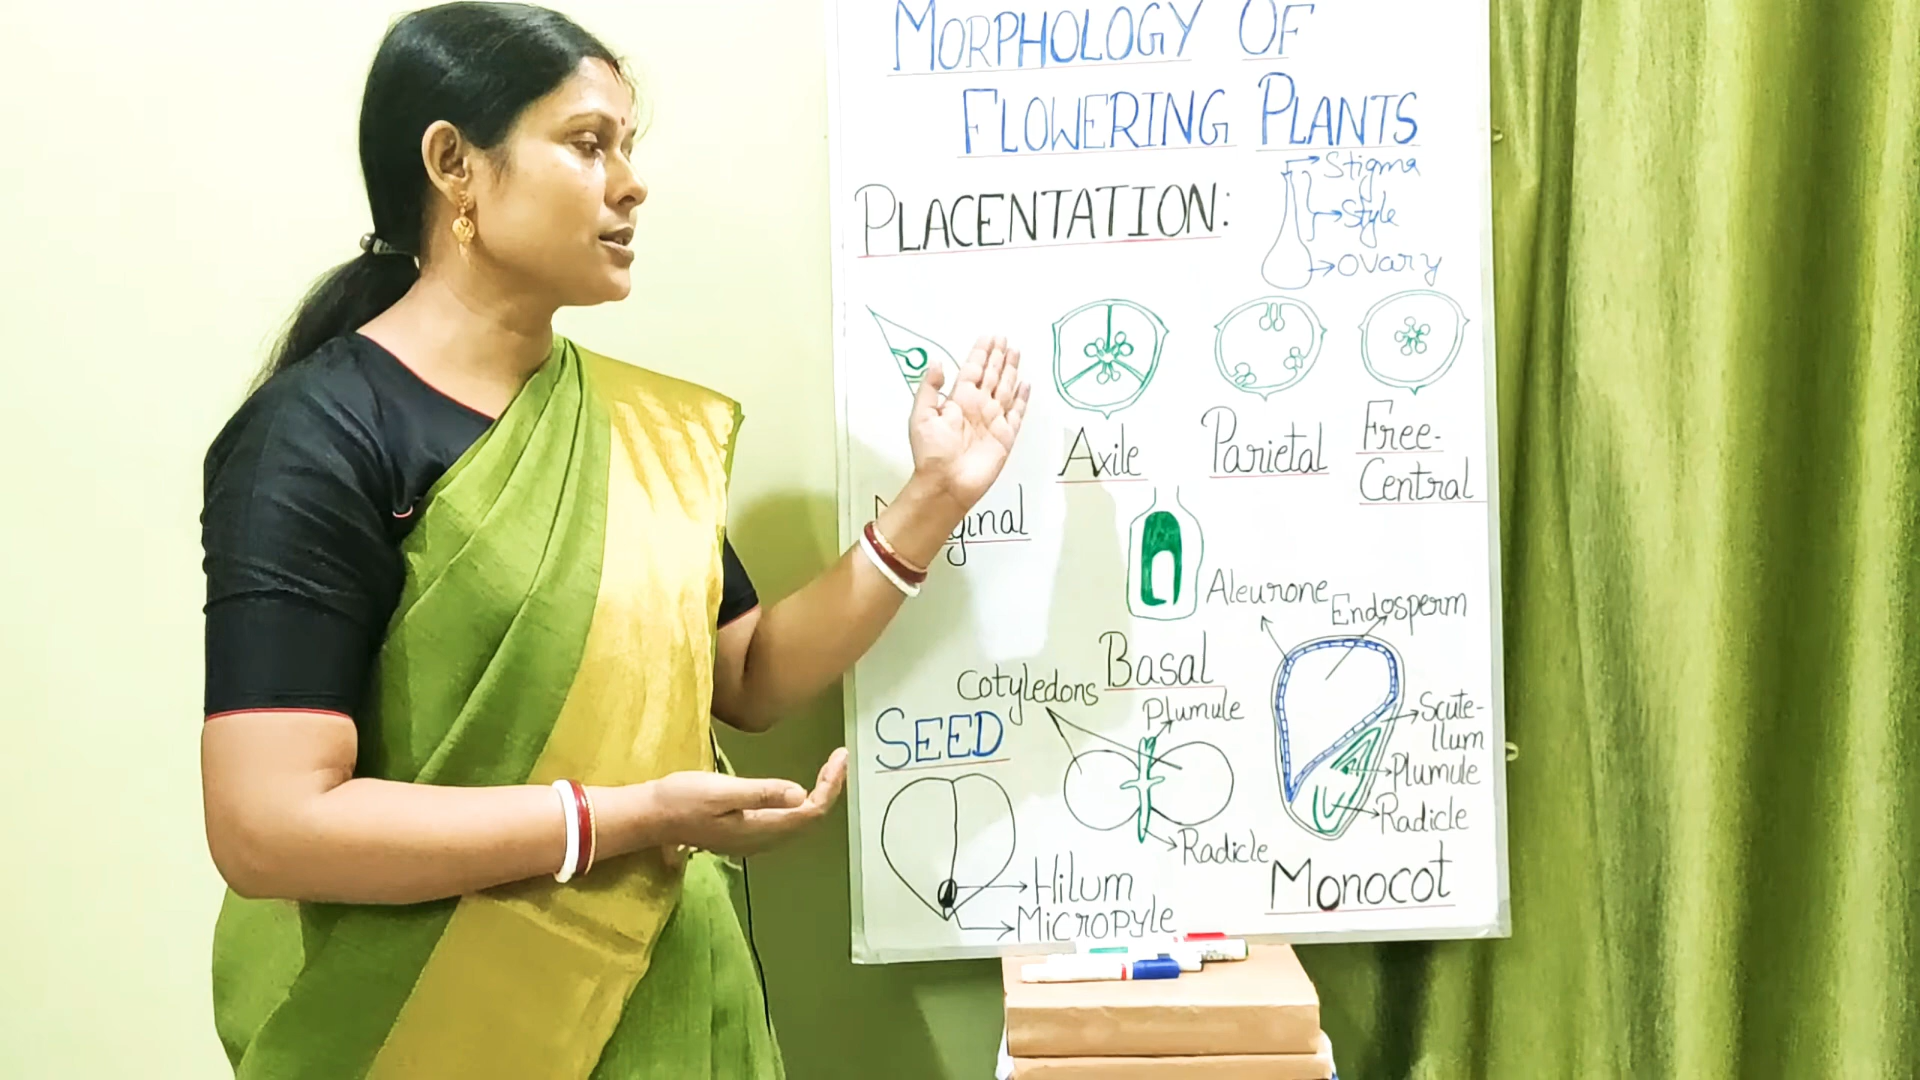 MORPHOLOGY OF
FLOWERING PLANTS
Stigma
Style
Ovary
PLACENTATION:
Axile
Parietal
Free-
Central
Basal
Aleurone
Endosperm
Scute-
llum
Plumule
Radicle
Monocot
SEED
Cotyledons
Plumule
Radicle
Hilum
Micropyle